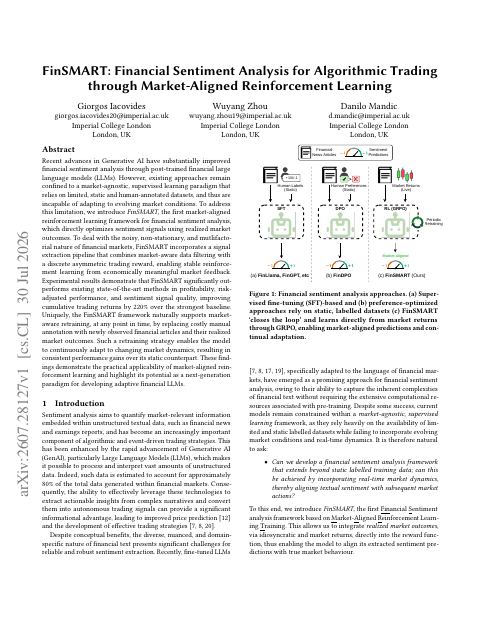 FinSMART: Financial Sentiment Analysis for Algorithmic Trading
through Market-Aligned Reinforcement Learning
Giorgos Iacovides
giorgos.iacovides20@imperial.ac.uk
Imperial College London
London, UK
Wuyang Zhou
wuyang.zhou19@imperial.ac.uk
Imperial College London
London, UK
Danilo Mandic
d.mandic@imperial.ac.uk
Imperial College London
London, UK
arXiv:2607.28127v1 [cs.CL] 30 Jul 2026
Abstract
Recent advances in Generative AI have substantially improved
financial sentiment analysis through post-trained financial large
language models (LLMs). However, existing approaches remain
confined to a market-agnostic, supervised learning paradigm that
relies on limited, static and human-annotated datasets, and thus are
incapable of adapting to evolving market conditions. To address
this limitation, we introduce FinSMART, the first market-aligned
reinforcement learning framework for financial sentiment analysis,
which directly optimizes sentiment signals using realized market
outcomes. To deal with the noisy, non-stationary, and multifacto-
rial nature of financial markets, FinSMART incorporates a signal
extraction pipeline that combines market-aware data filtering with
a discrete asymmetric trading reward, enabling stable reinforce-
ment learning from economically meaningful market feedback.
Experimental results demonstrate that FinSMART significantly out-
performs existing state-of-the-art methods in profitability, risk-
adjusted performance, and sentiment signal quality, improving
cumulative trading returns by 220% over the strongest baseline.
Uniquely, the FinSMART framework naturally supports market-
aware retraining, at any point in time, by replacing costly manual
annotation with newly observed financial articles and their realized
market outcomes. Such a retraining strategy enables the model
to continually adapt to changing market dynamics, resulting in
consistent performance gains over its static counterpart. These find-
ings demonstrate the practical applicability of market-aligned rein-
forcement learning and highlight its potential as a next-generation
paradigm for developing adaptive financial LLMs.
1 Introduction
Sentiment analysis aims to quantify market-relevant information
embedded within unstructured textual data, such as financial news
and earnings reports, and has become an increasingly important
component of algorithmic and event-driven trading strategies. This
has been enhanced by the rapid advancement of Generative AI
(GenAI), particularly Large Language Models (LLMs), which makes
it possible to process and interpret vast amounts of unstructured
data. Indeed, such data is estimated to account for approximately
80% of the total data generated within financial markets. Conse-
quently, the ability to effectively leverage these technologies to
extract actionable insights from complex narratives and convert
them into autonomous trading signals can provide a significant
informational advantage, leading to improved price prediction [12]
and the development of effective trading strategies [7, 8, 20].
Despite conceptual benefits, the diverse, nuanced, and domain-
specific nature of financial text presents significant challenges for
reliable and robust sentiment extraction. Recently, fine-tuned LLMs
Financial
News Articles
Sentiment
Predictions
Human Labels
(Static)
Human Preferences
(Static)
Market Returns
(Live)
SFT
DPO
RL (GRPO)
Periodic
Retraining
Market-aligned
(a) FinLlama, FinGPT, etc
(b) FinDPO
(c) FinSMART (Ours)
Figure 1: Financial sentiment analysis approaches. (a) Super-
vised fine-tuning (SFT)-based and (b) preference-optimized
approaches rely on static, labelled datasets (c) FinSMART
‘closes the loop’ and learns directly from market returns
through GRPO, enabling market-aligned predictions and con-
tinual adaptation.
[7, 8, 17, 19], specifically adapted to the language of financial mar-
kets, have emerged as a promising approach for financial sentiment
analysis, owing to their ability to capture the inherent complexities
of financial text without requiring the extensive computational re-
sources associated with pre-training. Despite some success, current
models remain constrained within a market-agnostic, supervised
learning framework, as they rely heavily on the availability of lim-
ited and static labelled datasets while failing to incorporate evolving
market conditions and real-time dynamics. It is therefore natural
to ask:
• Can we develop a financial sentiment analysis framework
that extends beyond static labelled training data; can this
be achieved by incorporating real-time market dynamics,
thereby aligning textual sentiment with subsequent market
actions?
To this end, we introduce FinSMART, the first Financial Sentiment
analysis framework based on Market-Aligned Reinforcement Learn-
ing Training. This allows us to integrate realized market outcomes,
via idiosyncratic and market returns, directly into the reward func-
tion, thus enabling the model to align its extracted sentiment pre-
dictions with true market behaviour.